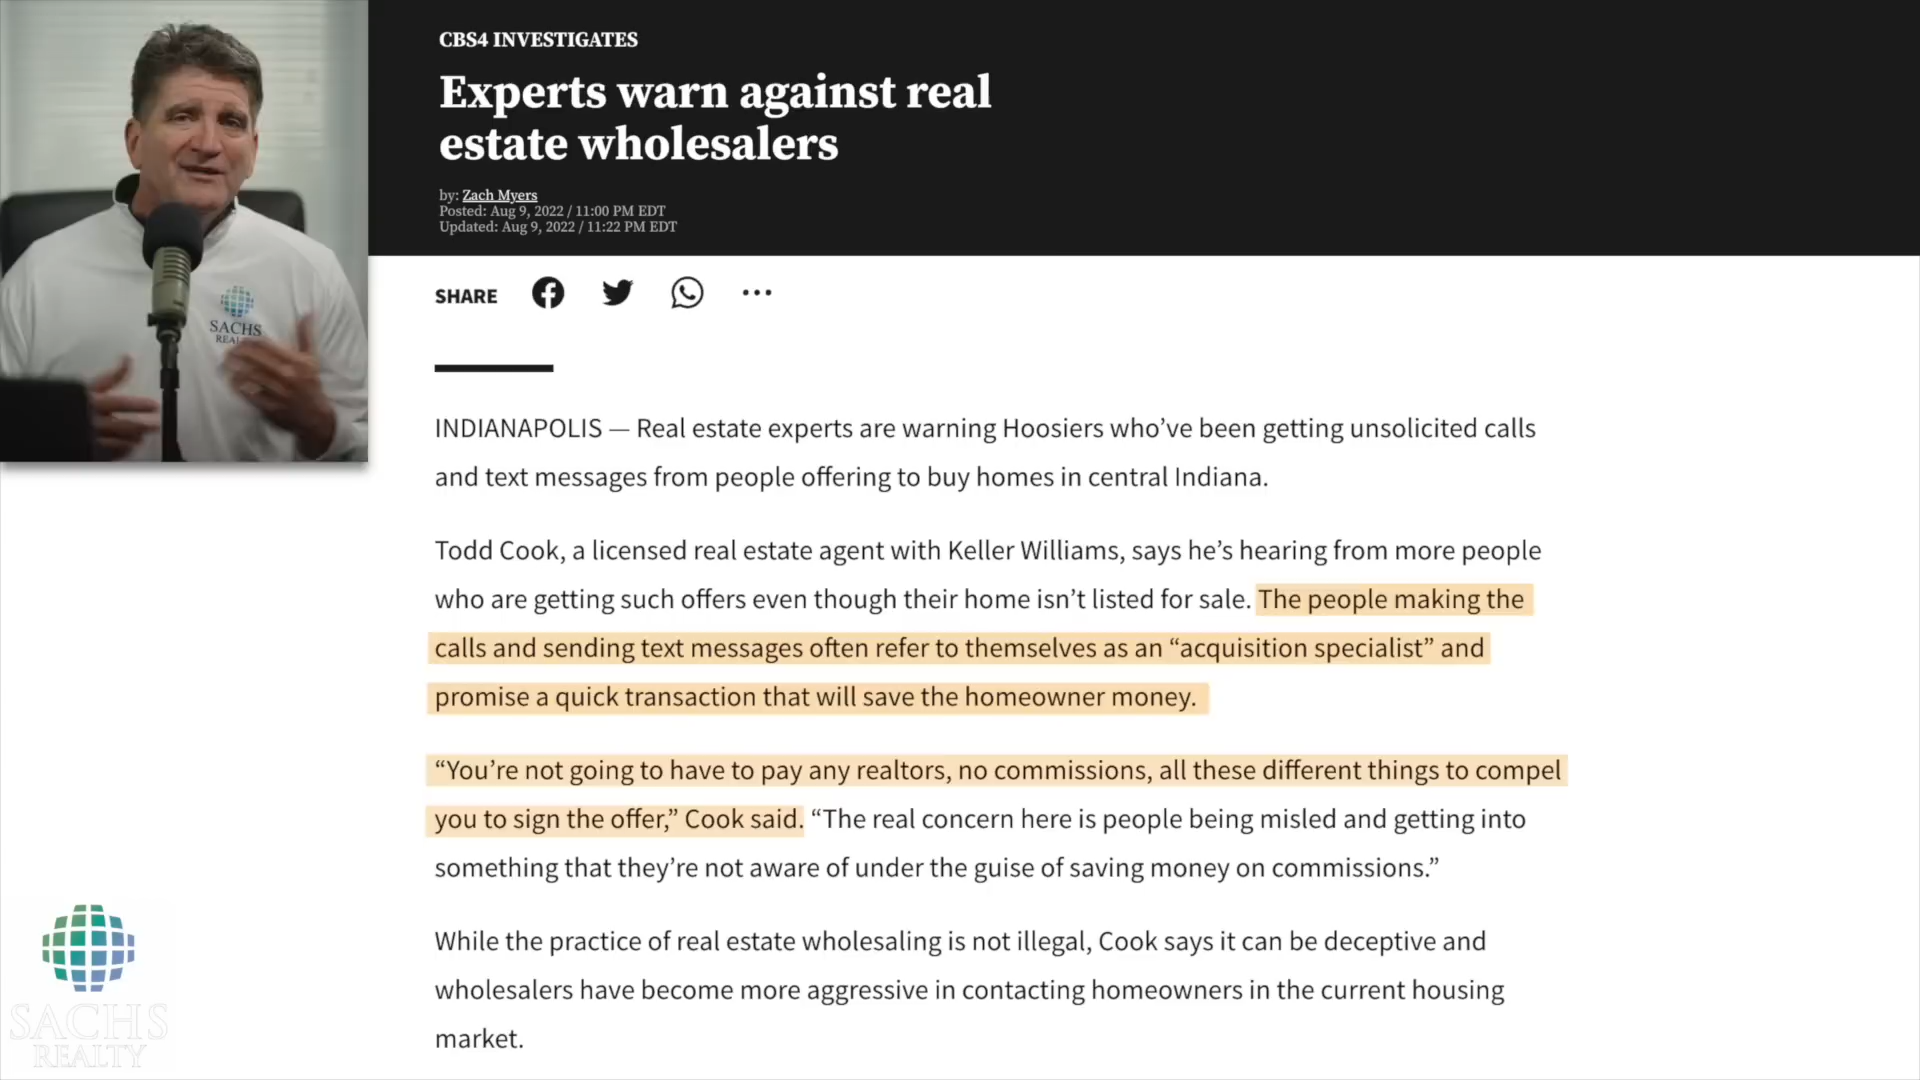 CBS4 INVESTIGATES
Experts warn against real
estate wholesalers
by: Zach Myers
Posted: Aug 9, 2022 / 11:00 PM EDT
Updated: Aug 9, 2022 / 11:22 PM EDT
SHARE
SACHS
INDIANAPOLIS — Real estate experts are warning Hoosiers who’ve been getting unsolicited calls
and text messages from people offering to buy homes in central Indiana.
Todd Cook, a licensed real estate agent with Keller Williams, says he’s hearing from more people
who are getting such offers even though their home isn’t listed for sale. The people making the
calls and sending text messages often refer to themselves as an “acquisition specialist” and
promise a quick transaction that will save the homeowner money.
“You’re not going to have to pay any realtors, no commissions, all these different things to compel
you to sign the offer,” Cook said. “The real concern here is people being misled and getting into
something that they’re not aware of under the guise of saving money on commissions.”
While the practice of real estate wholesaling is not illegal, Cook says it can be deceptive and
wholesalers have become more aggressive in contacting homeowners in the current housing
market.
SACHS
REALTY